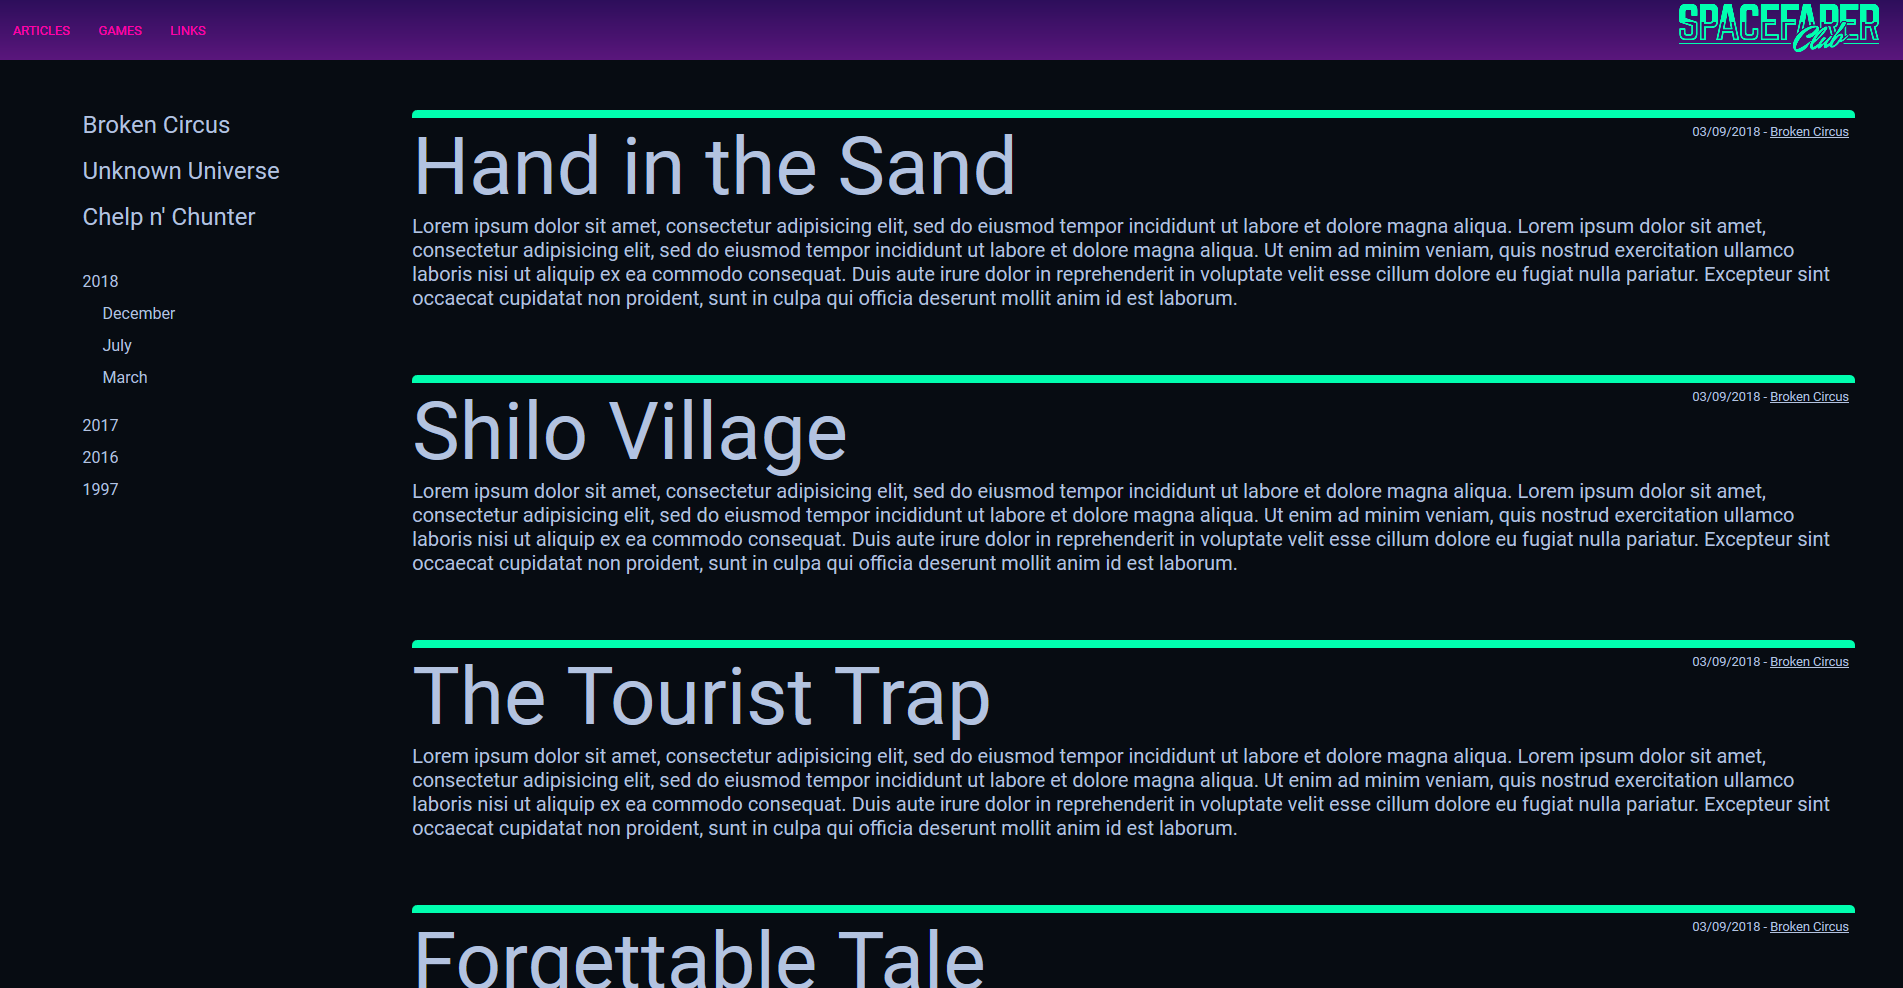 ARTICLES GAMES LINKS
SPACEFARER
Club
Broken Circus
Unknown Universe
Chelp n' Chunter
2018
December
July
March
2017
2016
1997
03/09/2018 - Broken Circus
Hand in the Sand
Lorem ipsum dolor sit amet, consectetur adipisicing elit, sed do eiusmod tempor incididunt ut labore et dolore magna aliqua. Lorem ipsum dolor sit amet,
consectetur adipisicing elit, sed do eiusmod tempor incididunt ut labore et dolore magna aliqua. Ut enim ad minim veniam, quis nostrud exercitation ullamco
laboris nisi ut aliquip ex ea commodo consequat. Duis aute irure dolor in reprehenderit in voluptate velit esse cillum dolore eu fugiat nulla pariatur. Excepteur sint
occaecat cupidatat non proident, sunt in culpa qui officia deserunt mollit anim id est laborum.
03/09/2018 - Broken Circus
Shilo Village
Lorem ipsum dolor sit amet, consectetur adipisicing elit, sed do eiusmod tempor incididunt ut labore et dolore magna aliqua. Lorem ipsum dolor sit amet,
consectetur adipisicing elit, sed do eiusmod tempor incididunt ut labore et dolore magna aliqua. Ut enim ad minim veniam, quis nostrud exercitation ullamco
laboris nisi ut aliquip ex ea commodo consequat. Duis aute irure dolor in reprehenderit in voluptate velit esse cillum dolore eu fugiat nulla pariatur. Excepteur sint
occaecat cupidatat non proident, sunt in culpa qui officia deserunt mollit anim id est laborum.
03/09/2018 - Broken Circus
The Tourist Trap
Lorem ipsum dolor sit amet, consectetur adipisicing elit, sed do eiusmod tempor incididunt ut labore et dolore magna aliqua. Lorem ipsum dolor sit amet,
consectetur adipisicing elit, sed do eiusmod tempor incididunt ut labore et dolore magna aliqua. Ut enim ad minim veniam, quis nostrud exercitation ullamco
laboris nisi ut aliquip ex ea commodo consequat. Duis aute irure dolor in reprehenderit in voluptate velit esse cillum dolore eu fugiat nulla pariatur. Excepteur sint
occaecat cupidatat non proident, sunt in culpa qui officia deserunt mollit anim id est laborum.
03/09/2018 - Broken Circus
Forgettable Tale